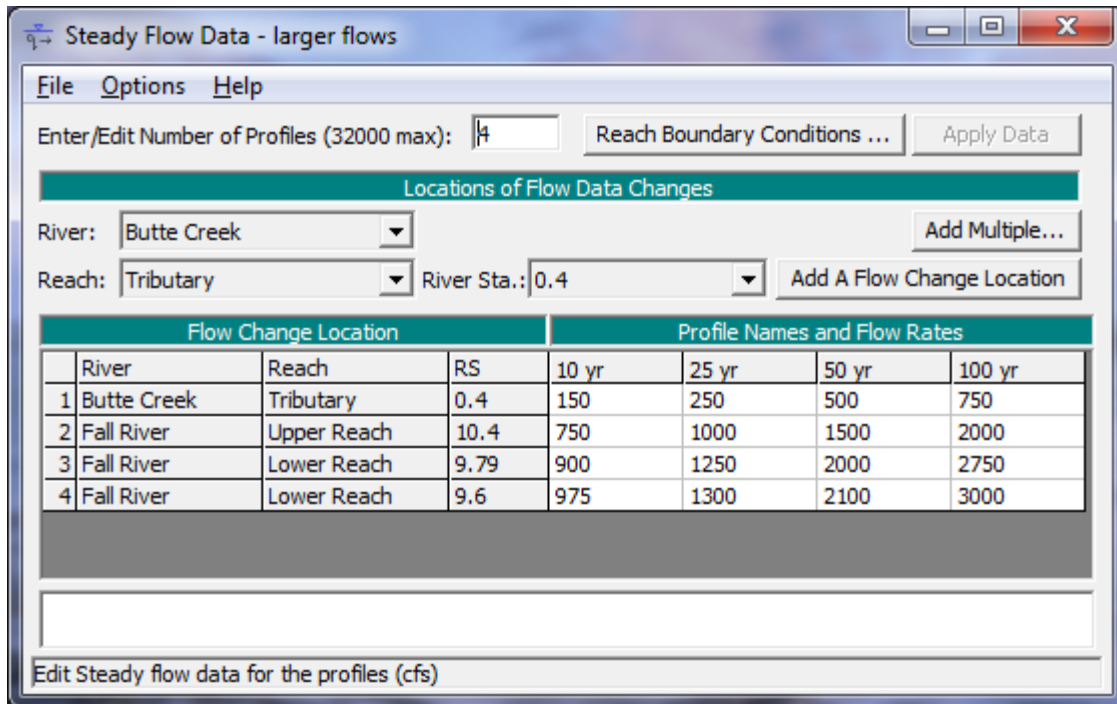 Steady Flow Data - larger flows
File Options Help
Enter/Edit Number of Profiles (32000 max): 4 Reach Boundary Conditions ... Apply Data
Locations of Flow Data Changes
River: Butte Creek Add Multiple...
Reach: Tributary River Sta.: 0.4 Add A Flow Change Location
Flow Change Location Profile Names and Flow Rates
River Reach RS 10 yr 25 yr 50 yr 100 yr
1 Butte Creek Tributary 0.4 150 250 500 750
2 Fall River Upper Reach 10.4 750 1000 1500 2000
3 Fall River Lower Reach 9.79 900 1250 2000 2750
4 Fall River Lower Reach 9.6 975 1300 2100 3000
Edit Steady flow data for the profiles (cfs)